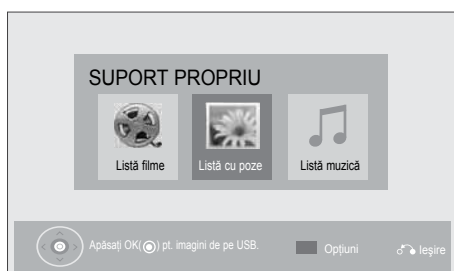 SUPORT PROPRIU
Listă filme
Listă cu poze
Listă muzică
Apăsați OK(◉) pt. imagini de pe USB.
Opțiuni
Ieșire